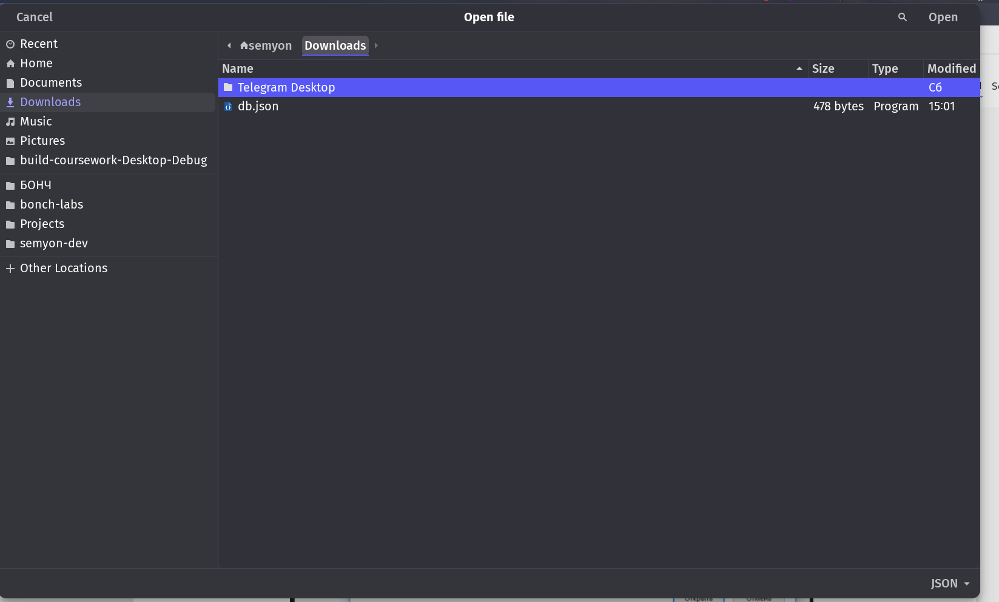 Cancel
Open file
Open
Recent
Home
Documents
Downloads
Music
Pictures
build-coursework-Desktop-Debug
БОНЧ
bonch-labs
Projects
semyon-dev
Other Locations
semyon Downloads
Name Size Type Modified
Telegram Desktop Сб
db.json 478 bytes Program 15:01
JSON